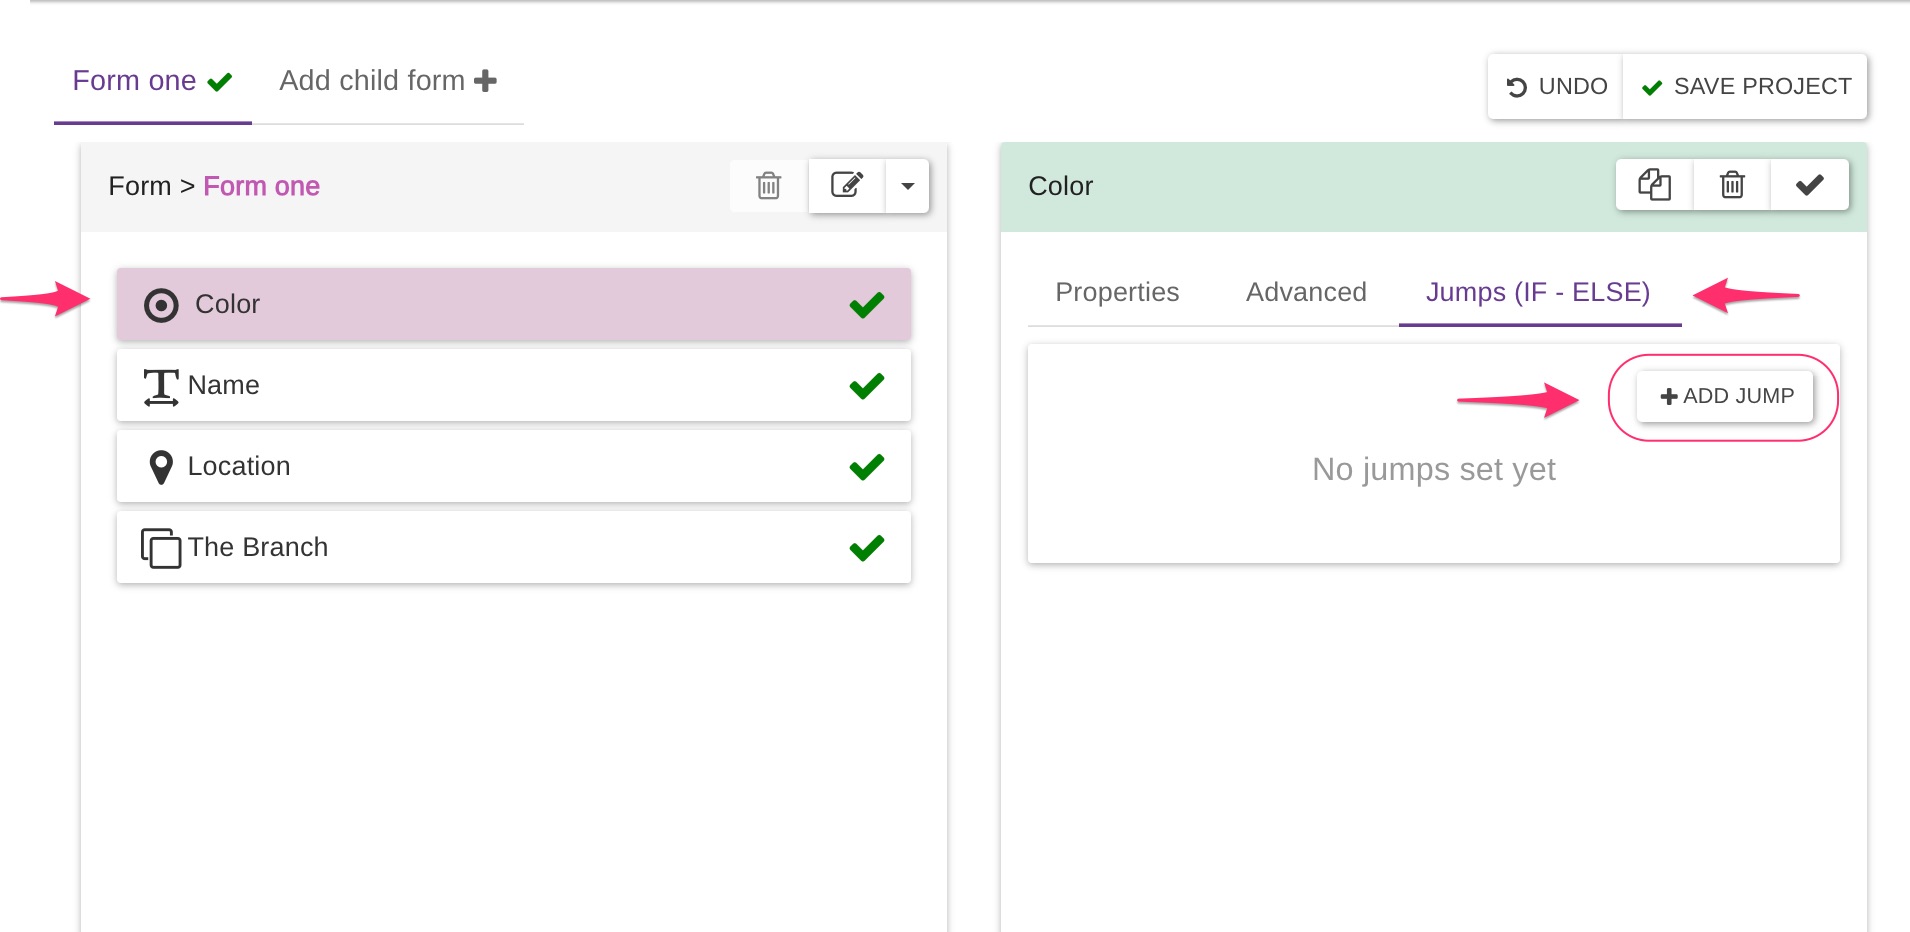 Form one
Add child form
UNDO
SAVE PROJECT
Form > Form one
Color
Name
Location
The Branch
Color
Properties
Advanced
Jumps (IF - ELSE)
ADD JUMP
No jumps set yet